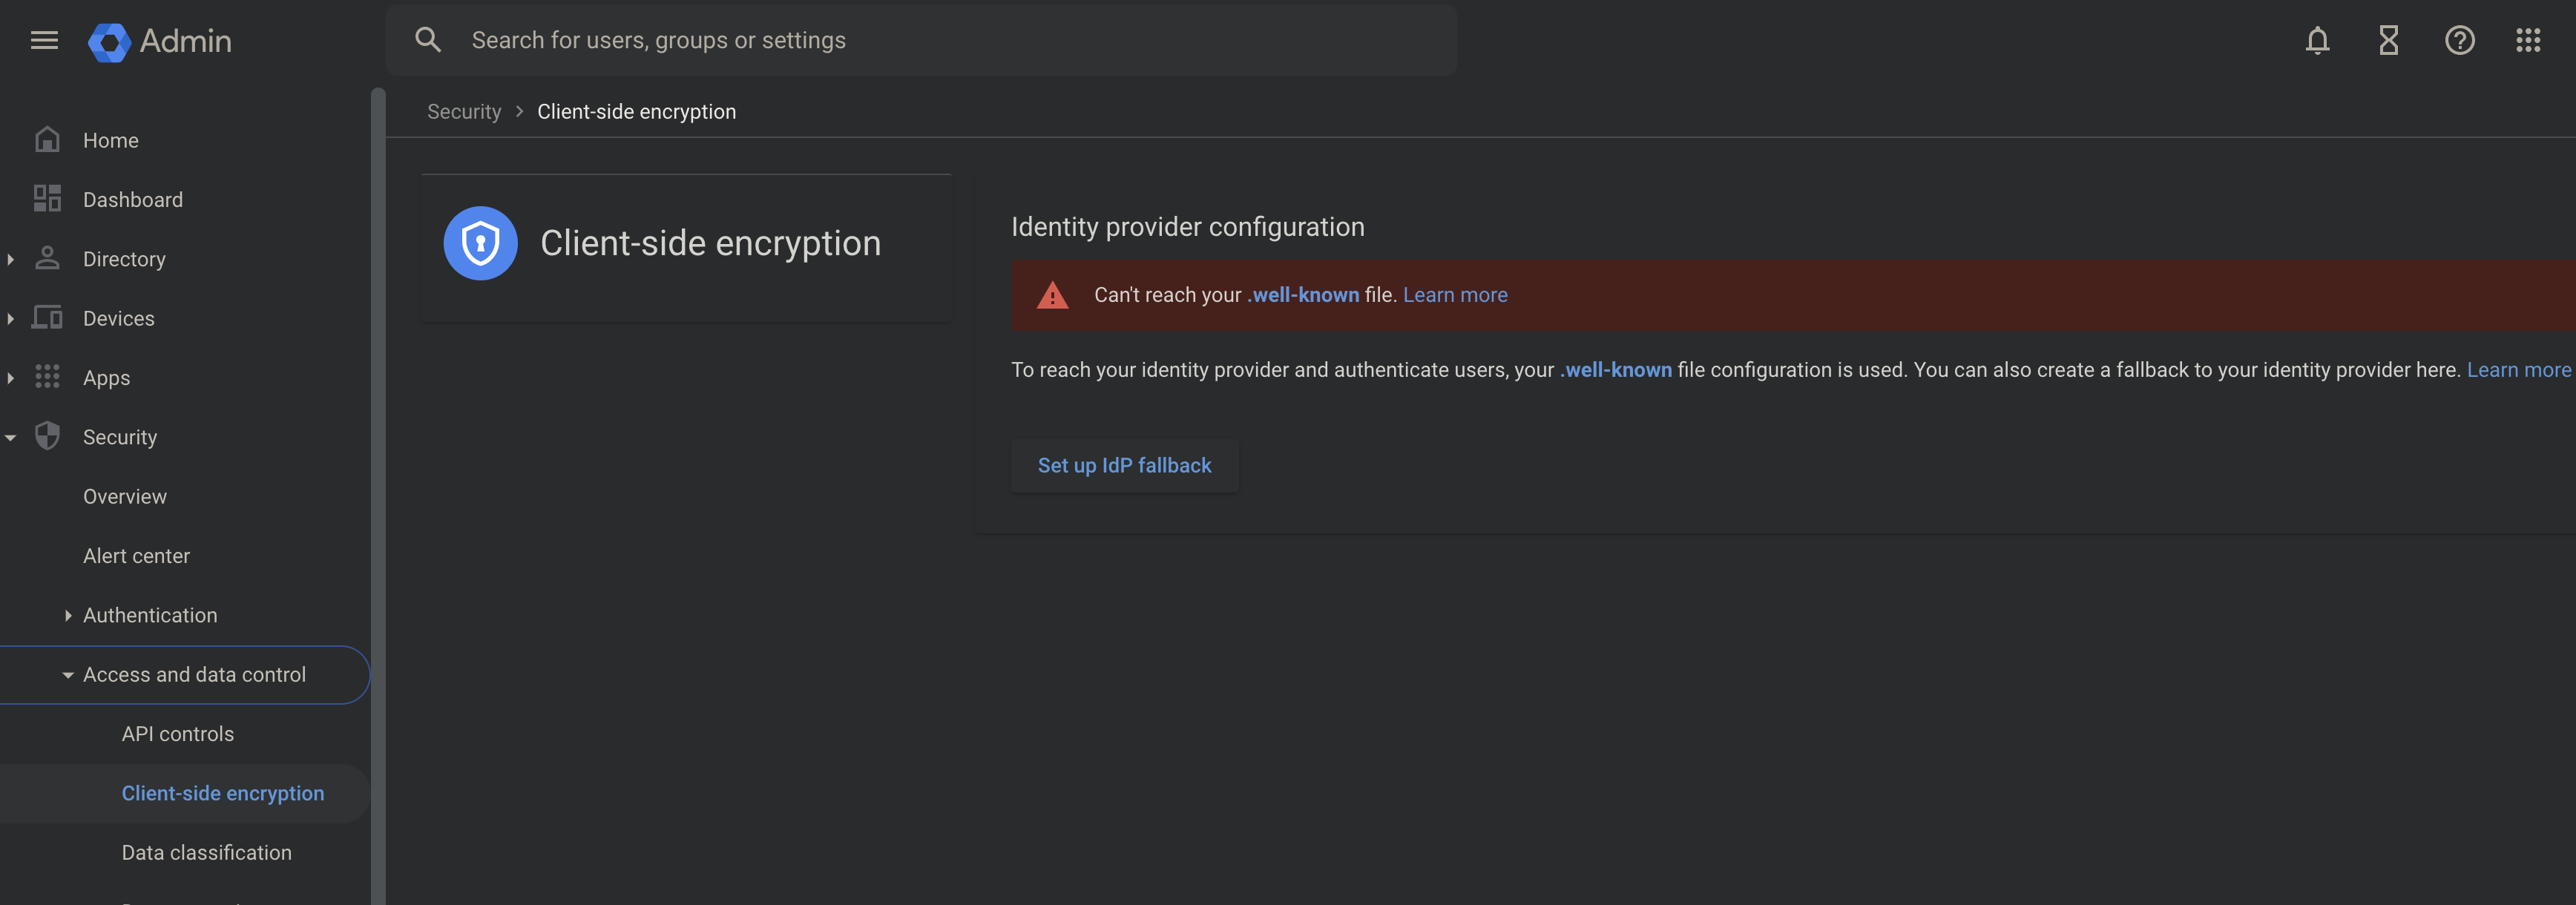 Admin
Search for users, groups or settings
Security > Client-side encryption
Home
Dashboard
Directory
Devices
Apps
Security
Overview
Alert center
Authentication
Access and data control
API controls
Client-side encryption
Data classification
Client-side encryption
Identity provider configuration
Can't reach your .well-known file. Learn more
To reach your identity provider and authenticate users, your .well-known file configuration is used. You can also create a fallback to your identity provider here. Learn more
Set up IdP fallback